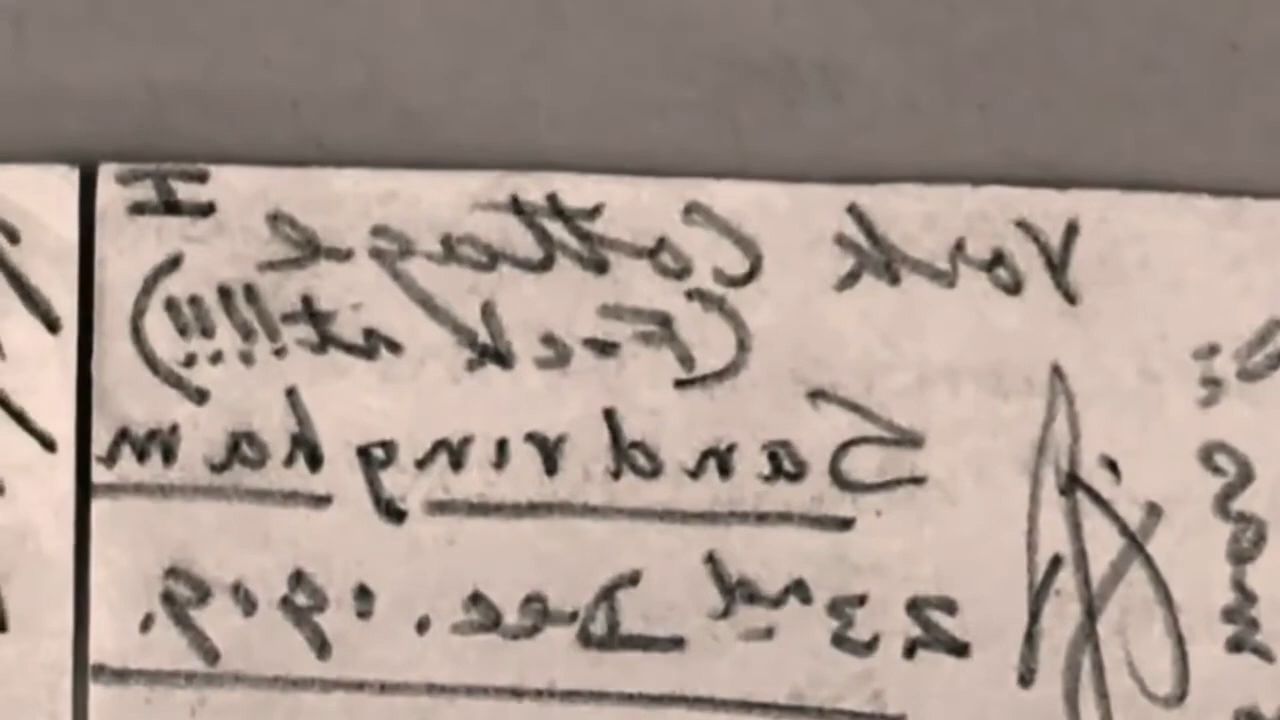 York Cottage I
(F--ck it!!!!)
Sandringham
23rd Dec. 1919.